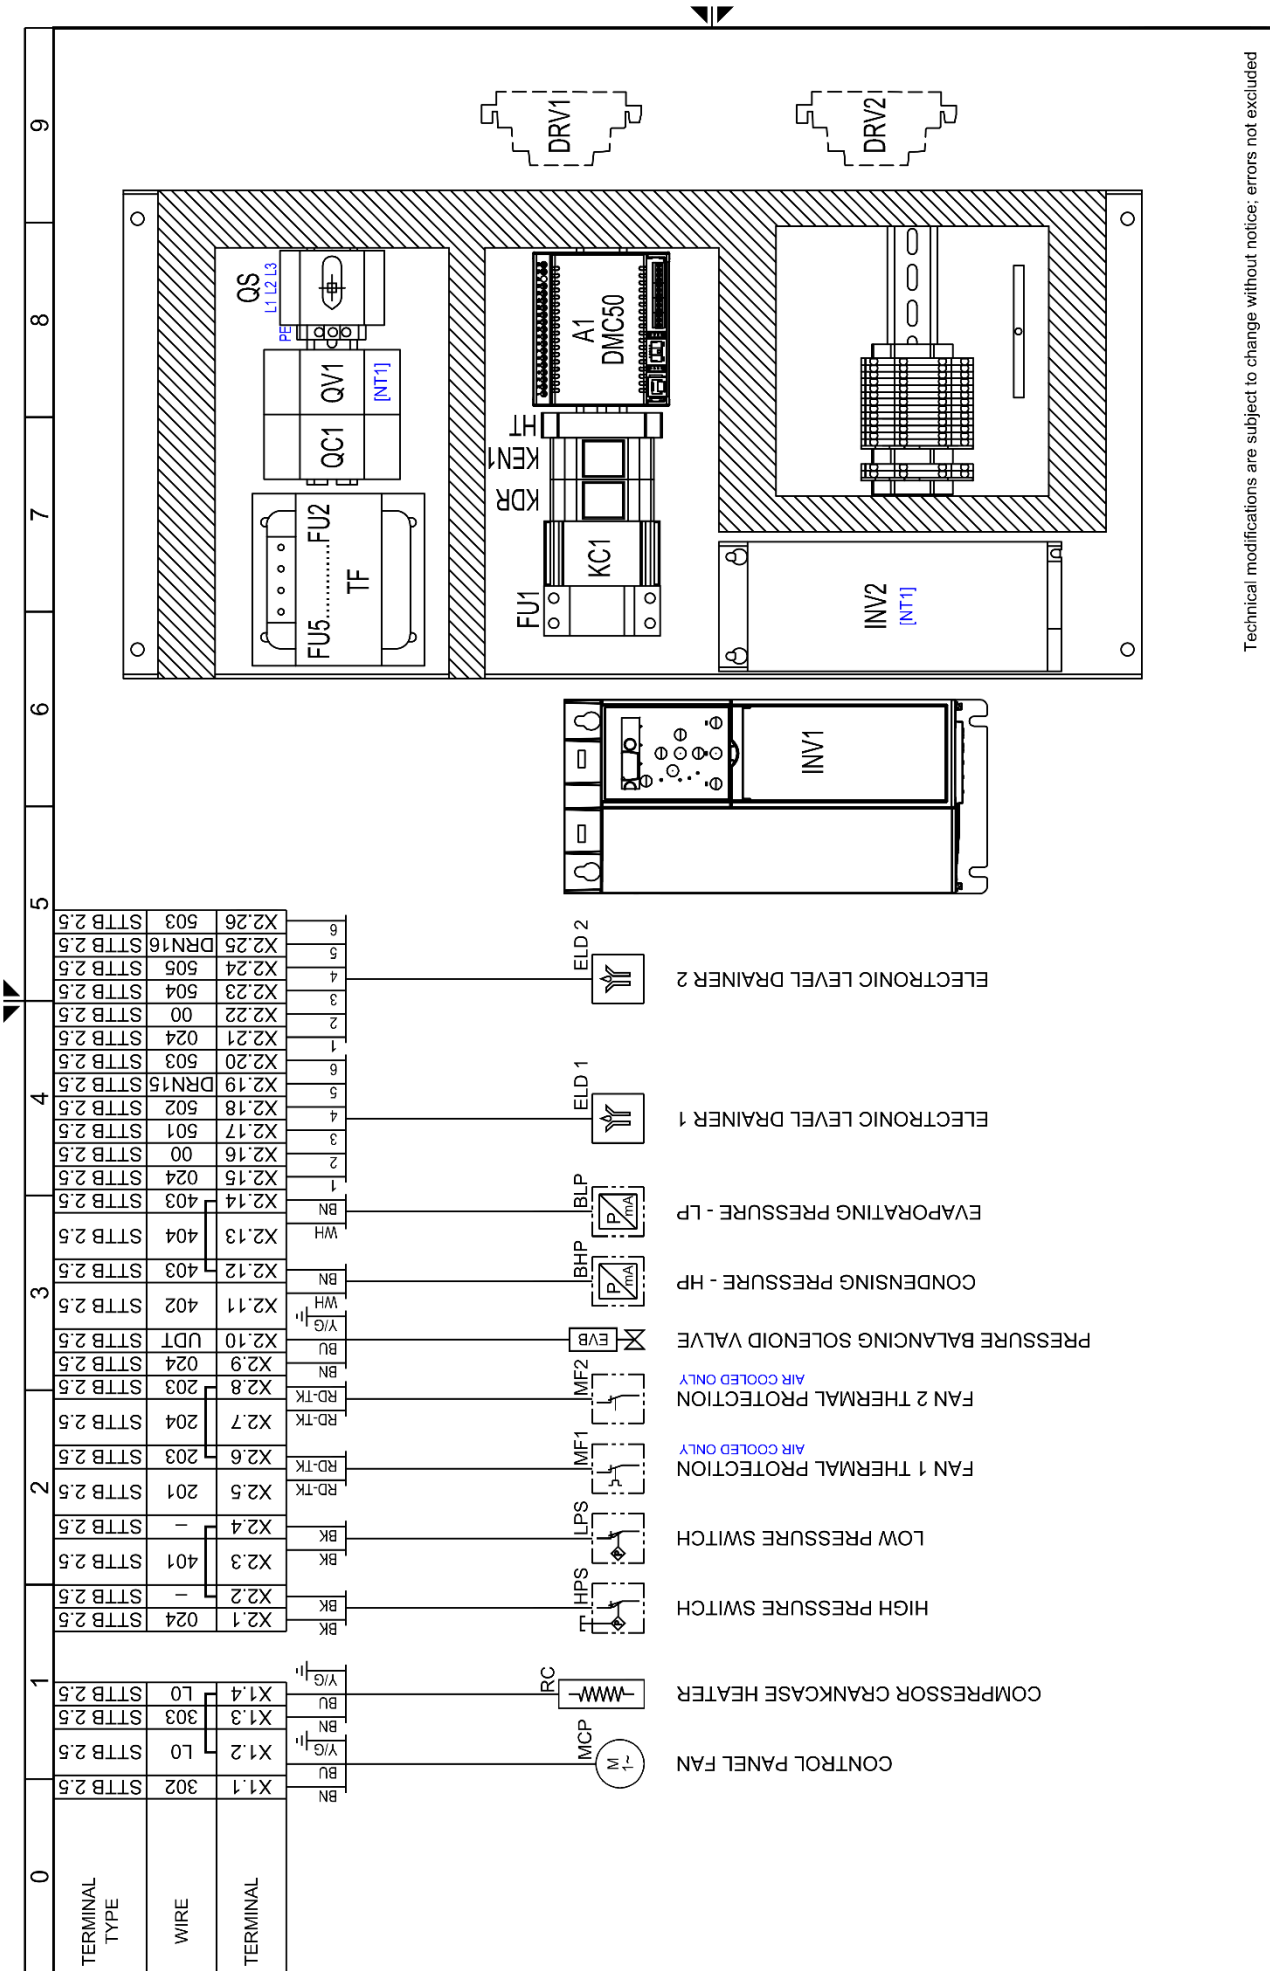 0 1 2 3 4 5 6 7 8 9
TERMINAL
TYPE
WIRE
TERMINAL
STTB 2.5 302 X1.1 BN
STTB 2.5 L0 X1.2 BU
Y/G
MCP
M
1~
CONTROL PANEL FAN
STTB 2.5 303 X1.3 BN
STTB 2.5 L0 X1.4 BU
Y/G
RC
COMPRESSOR CRANKCASE HEATER
STTB 2.5 024 X2.1 BK
STTB 2.5 – X2.2 BK
HPS
P
HIGH PRESSURE SWITCH
STTB 2.5 401 X2.3 BK
STTB 2.5 – X2.4 BK
LPS
P
LOW PRESSURE SWITCH
STTB 2.5 201 X2.5 RD-TK
STTB 2.5 203 X2.6 RD-TK
MF1
FAN 1 THERMAL PROTECTION
AIR COOLED ONLY
STTB 2.5 204 X2.7 RD-TK
STTB 2.5 203 X2.8 RD-TK
MF2
FAN 2 THERMAL PROTECTION
AIR COOLED ONLY
STTB 2.5 024 X2.9 BN
STTB 2.5 UDT X2.10 BU
Y/G
EVB
PRESSURE BALANCING SOLENOID VALVE
STTB 2.5 402 X2.11 WH
STTB 2.5 403 X2.12 BN
BHP
P/mA
CONDENSING PRESSURE - HP
STTB 2.5 404 X2.13 WH
STTB 2.5 403 X2.14 BN
BLP
P/mA
EVAPORATING PRESSURE - LP
STTB 2.5 024 X2.15 1
STTB 2.5 00 X2.16 2
STTB 2.5 501 X2.17 3
STTB 2.5 502 X2.18 4
STTB 2.5 DRN15 X2.19 5
STTB 2.5 503 X2.20 6
ELD 1
ELECTRONIC LEVEL DRAINER 1
STTB 2.5 024 X2.21 1
STTB 2.5 00 X2.22 2
STTB 2.5 504 X2.23 3
STTB 2.5 505 X2.24 4
STTB 2.5 DRN16 X2.25 5
STTB 2.5 503 X2.26 6
ELD 2
ELECTRONIC LEVEL DRAINER 2
INV1
FU5.........FU2
TF
QC1
QV1
[NT1]
PE
L1 L2 L3
QS
FU1
KC1
KDR
KEN1
HT
A1
DMC50
INV2
[NT1]
DRV1
DRV2
Technical modifications are subject to change without notice; errors not excluded